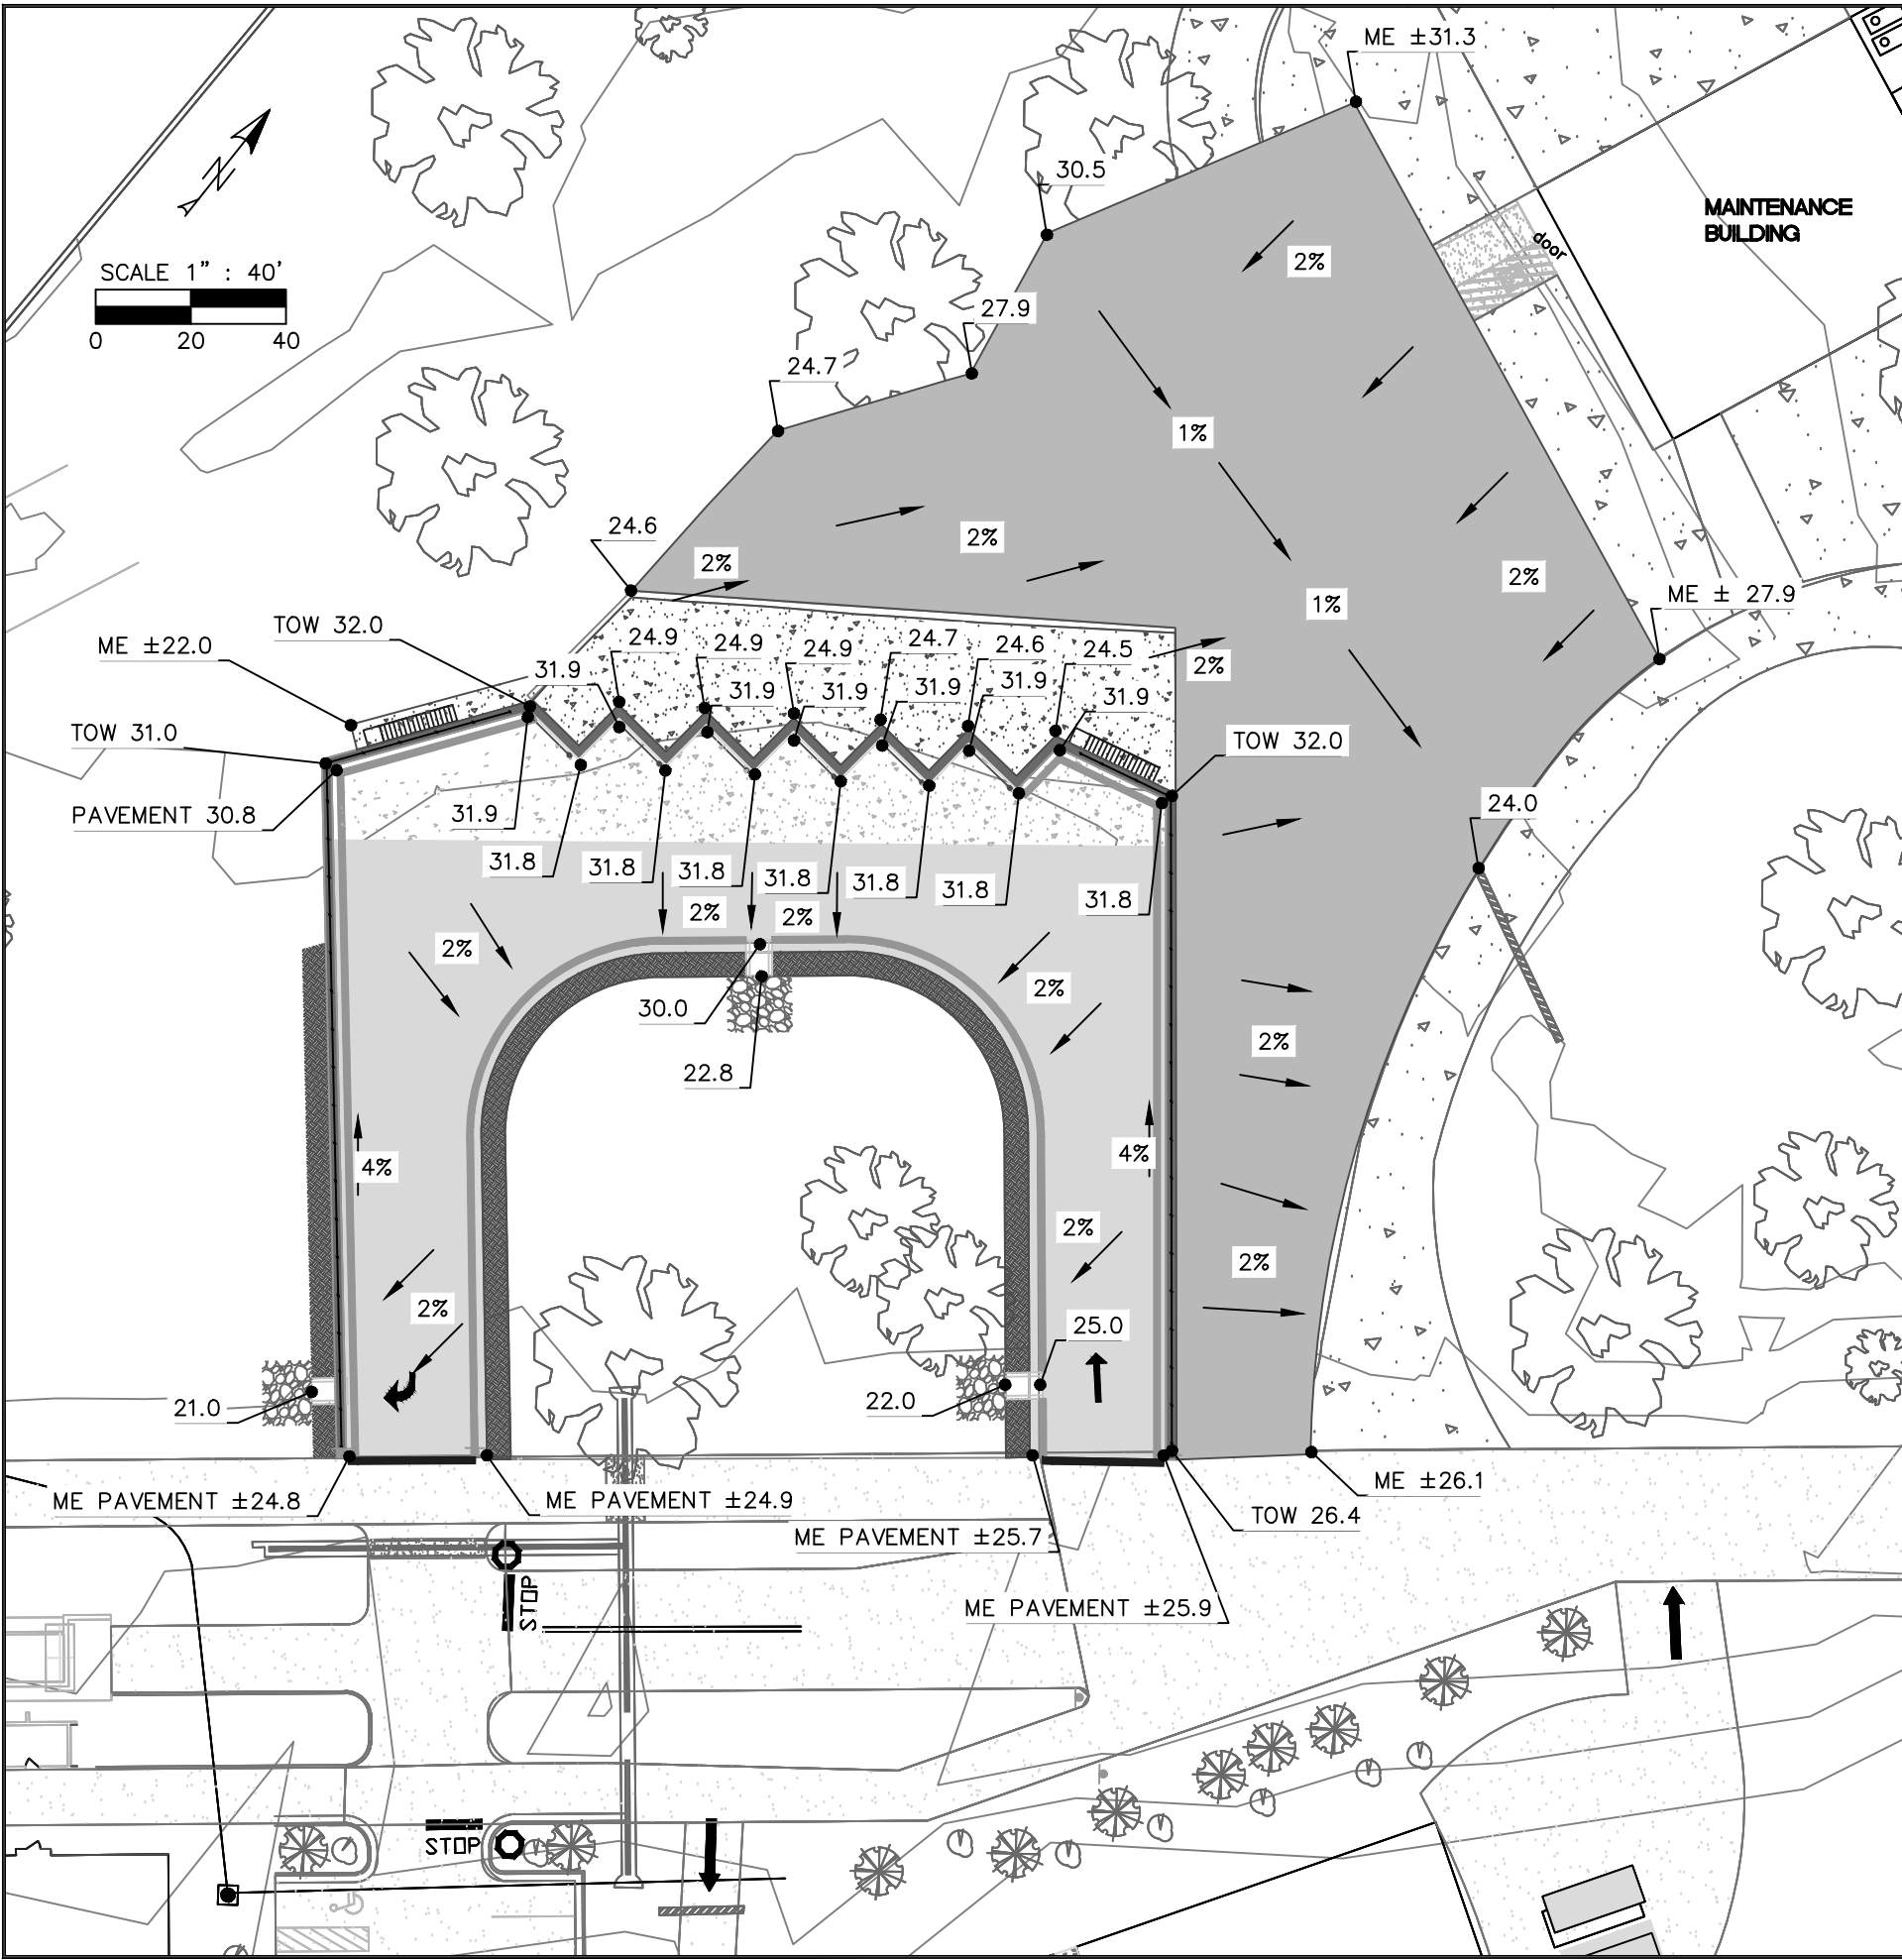 ME ±31.3
30.5
MAINTENANCE
BUILDING
door
2%
N
SCALE 1" : 40'
0 20 40
27.9
24.7
1%
24.6
2%
2%
2%
1%
ME ± 27.9
TOW 32.0
ME ±22.0
24.9
24.9
24.9
24.7
24.6
24.5
2%
31.9
31.9
31.9
31.9
31.9
31.9
TOW 31.0
TOW 32.0
PAVEMENT 30.8
31.9
24.0
31.8
31.8
31.8
31.8
31.8
31.8
31.8
2%
2%
2%
2%
30.0
2%
22.8
4%
4%
2%
2%
2%
25.0
21.0
22.0
ME PAVEMENT ±24.8
ME PAVEMENT ±24.9
ME ±26.1
TOW 26.4
ME PAVEMENT ±25.7
ME PAVEMENT ±25.9
STOP
STOP